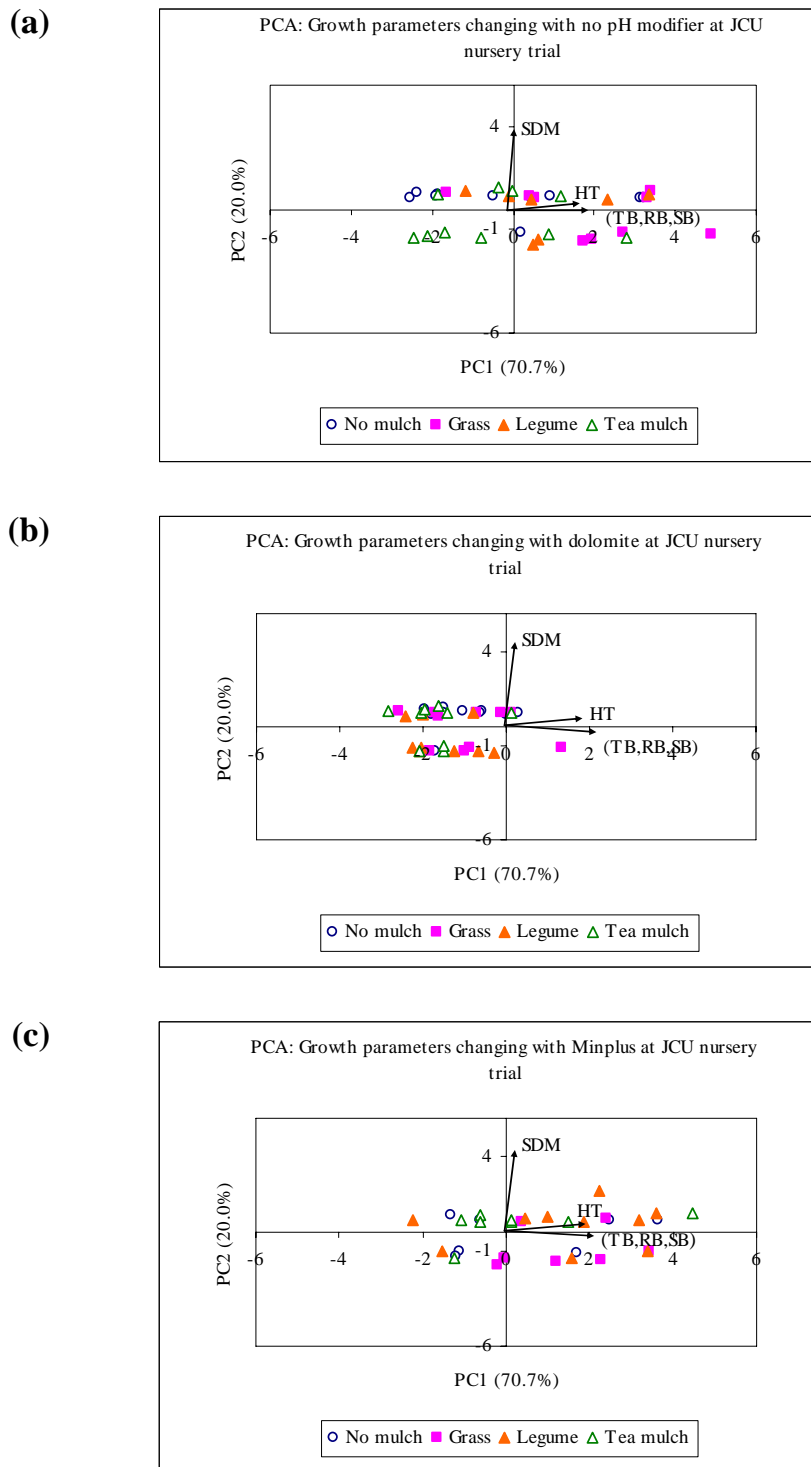 (a)
PCA: Growth parameters changing with no pH modifier at JCU
nursery trial
4
SDM
HT
(TB,RB,SB)
-6 -4 -2 0 2 4 6
-1
-6
PC2 (20.0%)
PC1 (70.7%)
No mulch Grass Legume Tea mulch
(b)
PCA: Growth parameters changing with dolomite at JCU nursery
trial
4
SDM
HT
(TB,RB,SB)
-6 -4 -2 0 2 4 6
-1
-6
PC2 (20.0%)
PC1 (70.7%)
No mulch Grass Legume Tea mulch
(c)
PCA: Growth parameters changing with Minplus at JCU nursery
trial
4
SDM
HT
(TB,RB,SB)
-6 -4 -2 0 2 4 6
-1
-6
PC2 (20.0%)
PC1 (70.7%)
No mulch Grass Legume Tea mulch